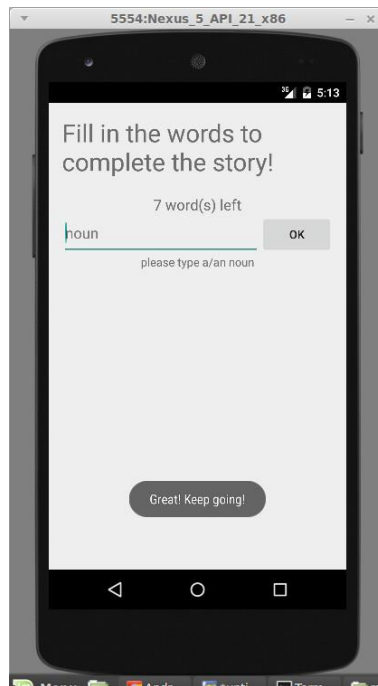 5554:Nexus_5_API_21_x86
3G 5:13
Fill in the words to
complete the story!
7 word(s) left
noun
OK
please type a/an noun
Great! Keep going!